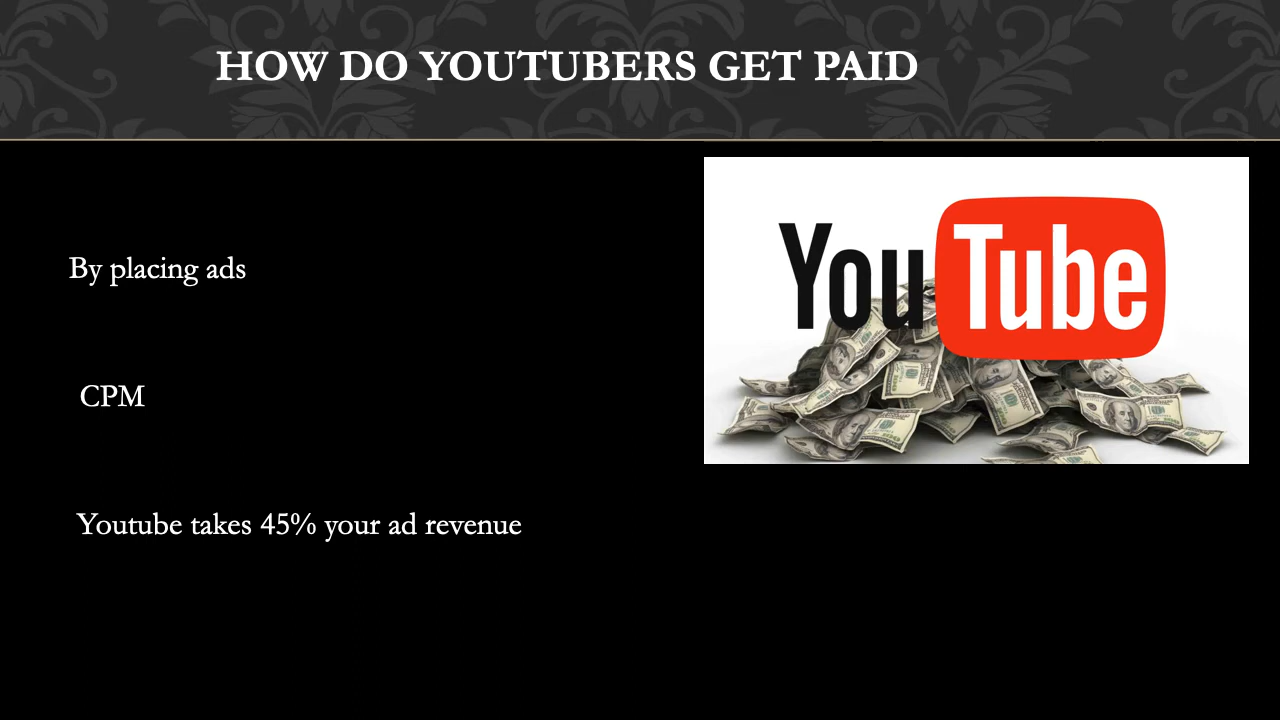 HOW DO YOUTUBERS GET PAID
By placing ads
CPM
Youtube takes 45% your ad revenue
YouTube